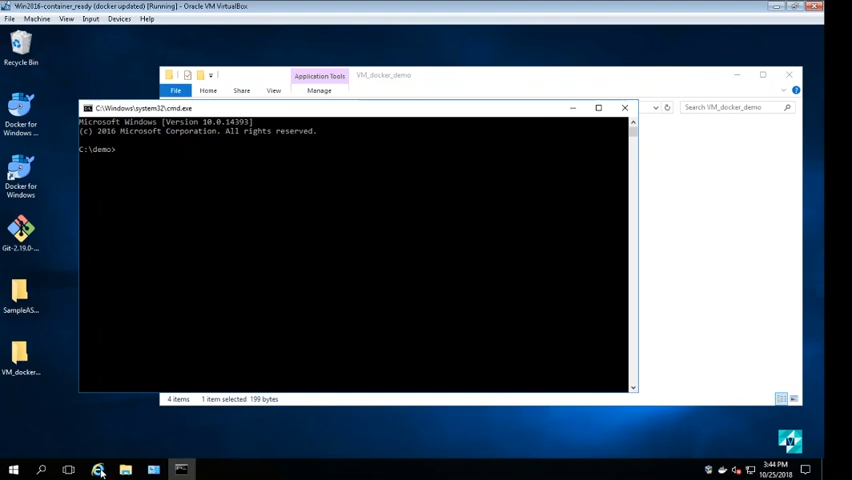 Win2016-container_ready (docker updated) [Running] - Oracle VM VirtualBox
File Machine View Input Devices Help
Recycle Bin
Application Tools VM_docker_demo
File Home Share View Manage
Search VM_docker_demo
C:\Windows\system32\cmd.exe
Microsoft Windows [Version 10.0.14393]
(c) 2016 Microsoft Corporation. All rights reserved.
C:\demo>
Docker for
Windows ...
Docker for
Windows
Git-2.19.0-...
SampleAS...
VM_docker...
4 items 1 item selected 199 bytes
3:44 PM
10/25/2018